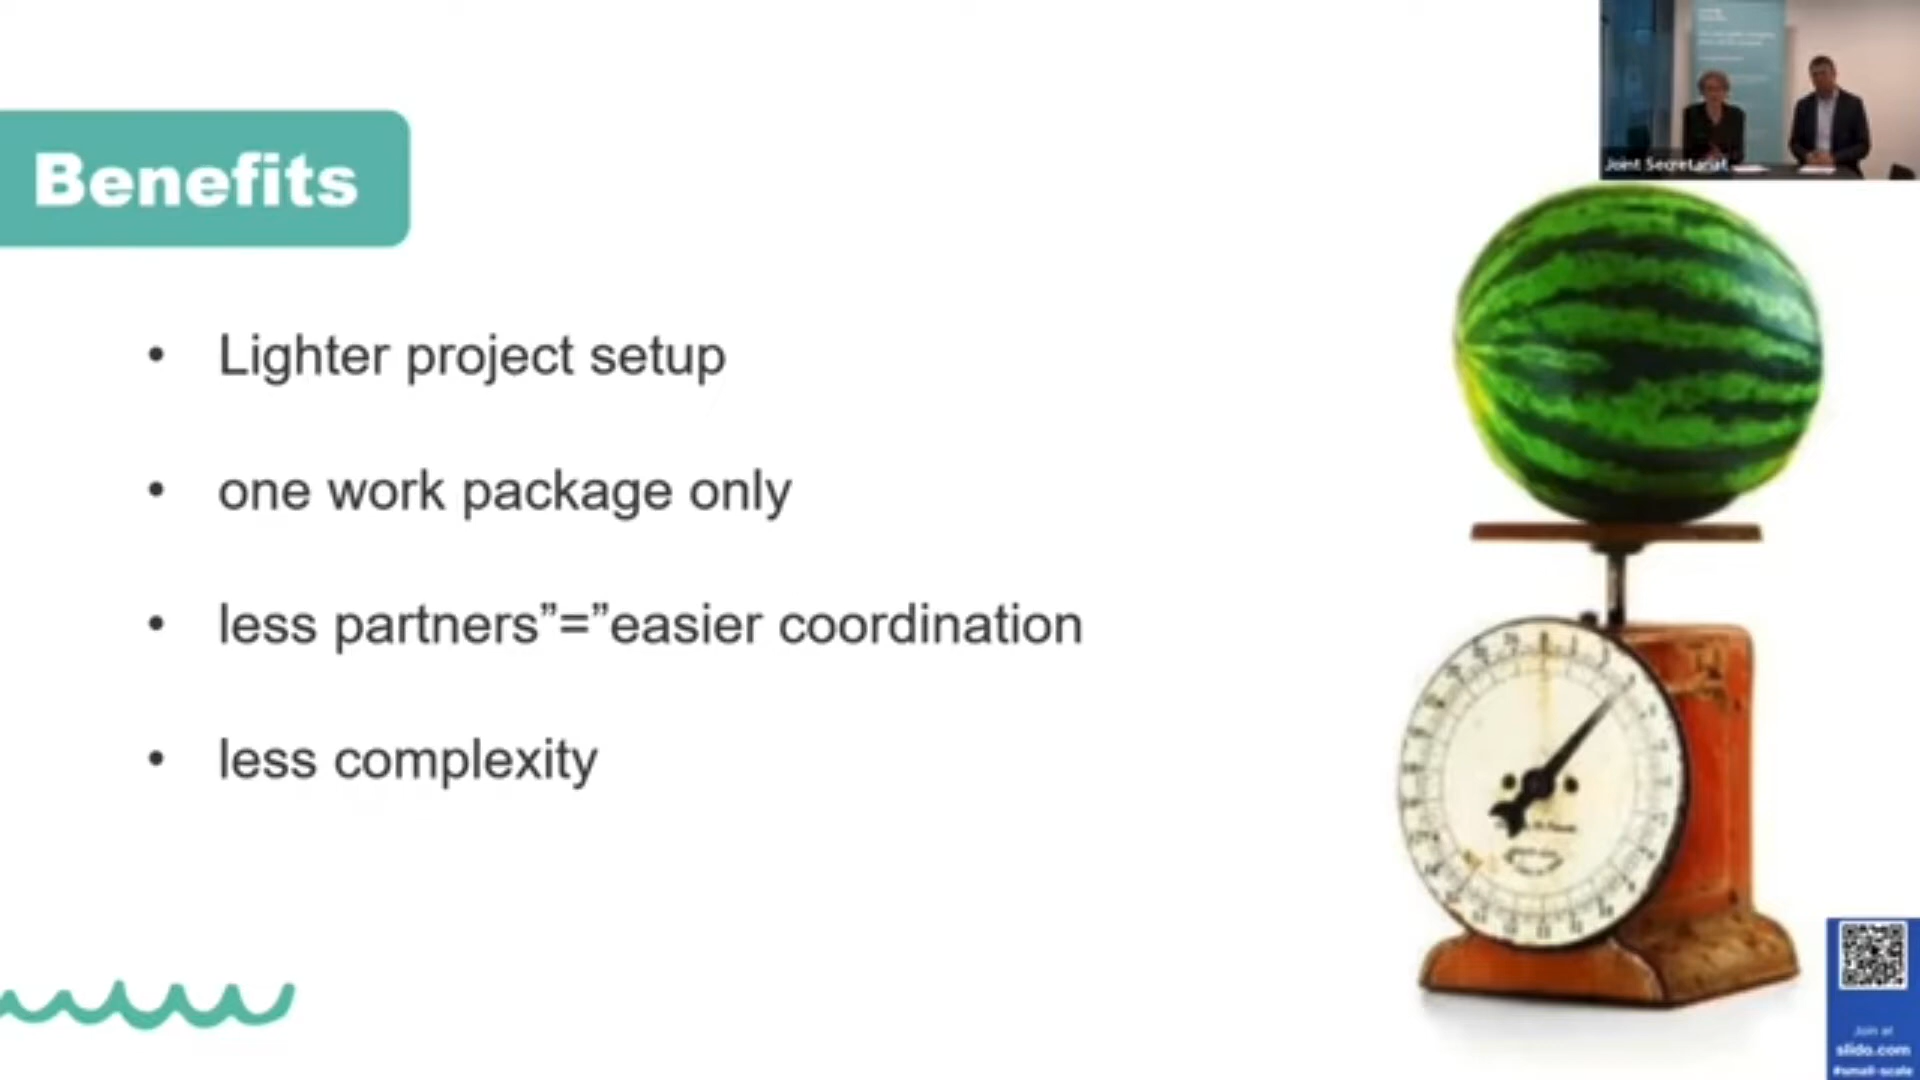 Joint Secretariat
Benefits
• Lighter project setup
• one work package only
• less partners”=”easier coordination
• less complexity
Join at
slido.com
#small-scale